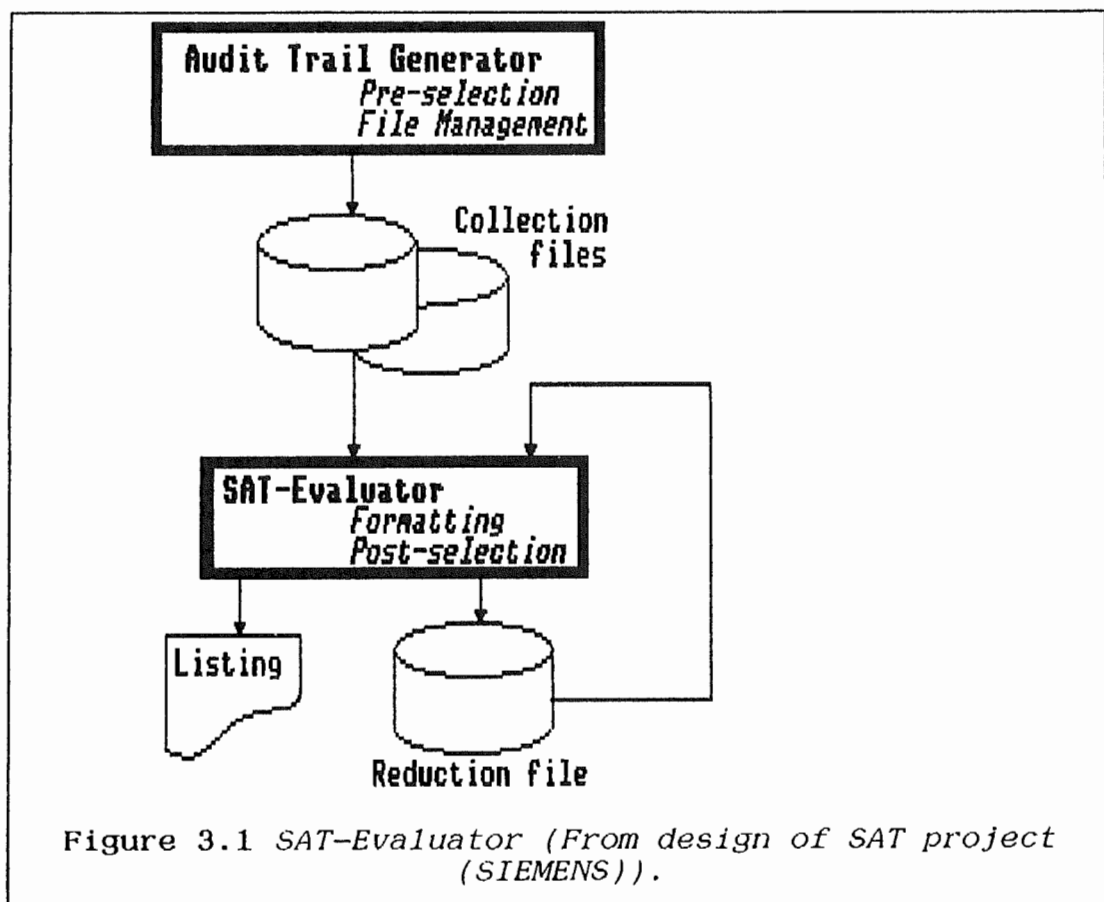 Audit Trail Generator
Pre-selection
File Management
Collection
files
SAT-Evaluator
Formatting
Post-selection
Listing
Reduction file
Figure 3.1 SAT-Evaluator (From design of SAT project
(SIEMENS)).